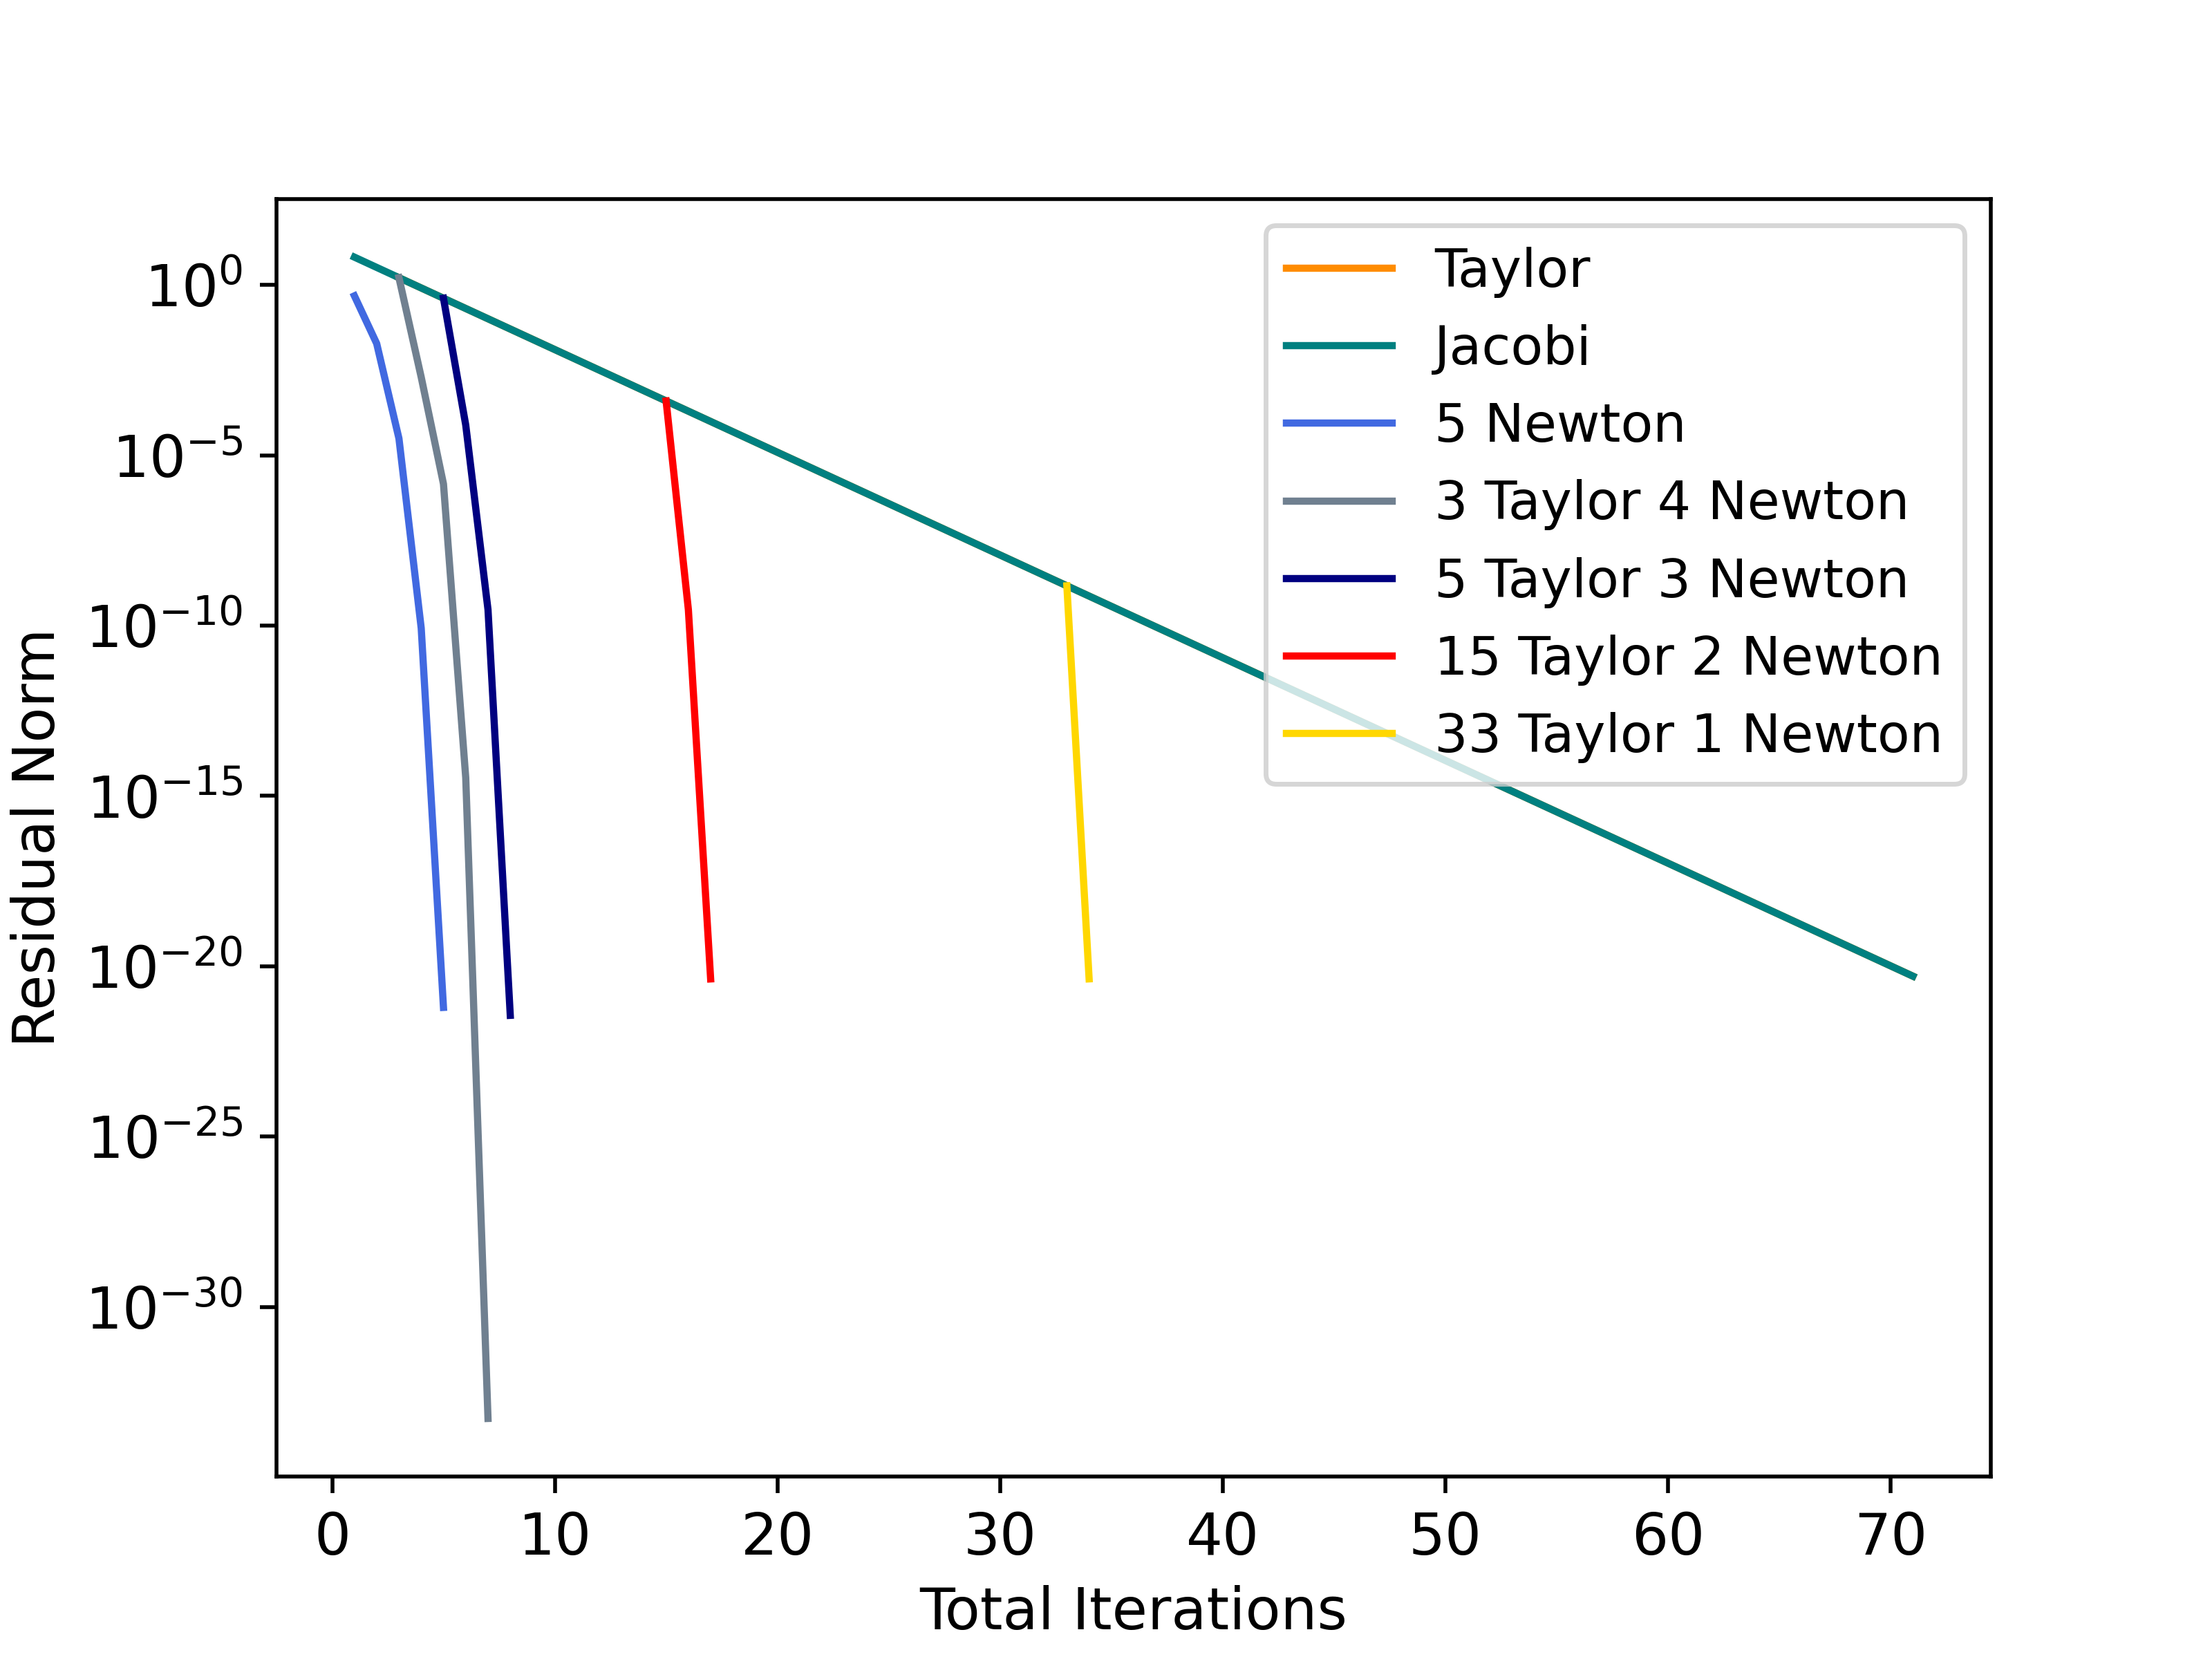 10⁰
10⁻⁵
10⁻¹⁰
10⁻¹⁵
10⁻²⁰
10⁻²⁵
10⁻³⁰
Residual Norm
Taylor
Jacobi
5 Newton
3 Taylor 4 Newton
5 Taylor 3 Newton
15 Taylor 2 Newton
33 Taylor 1 Newton
0 10 20 30 40 50 60 70
Total Iterations